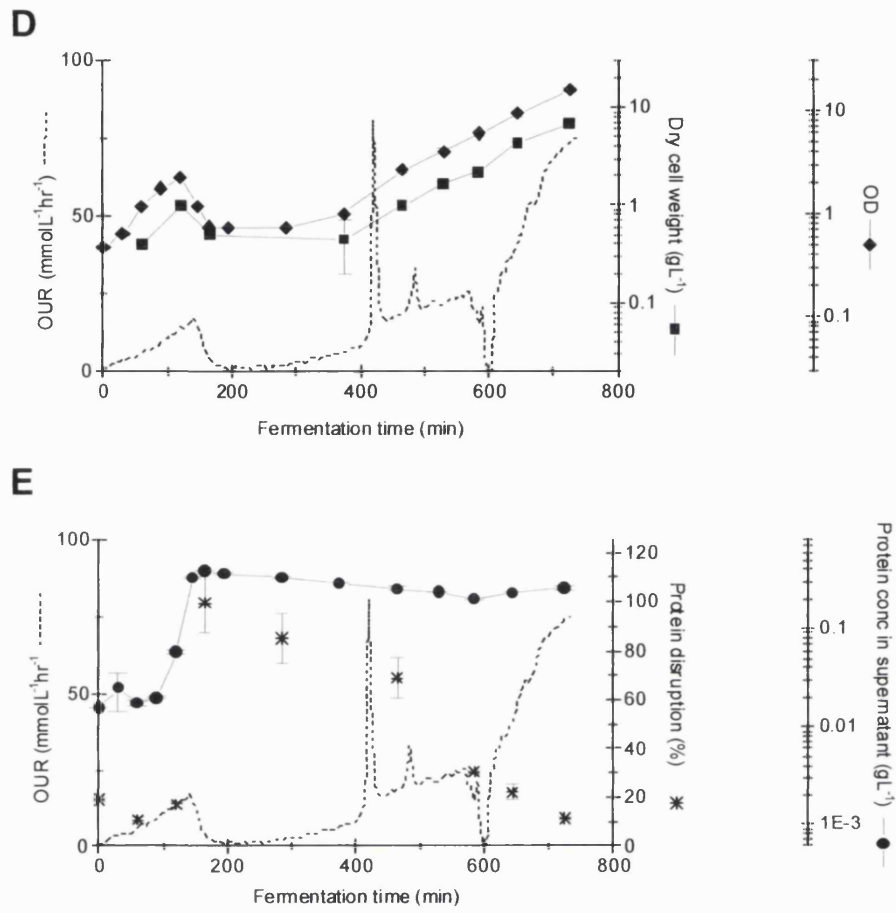 D
100
50
0
OUR (mmolL⁻¹hr⁻¹)
0
200
400
600
800
Fermentation time (min)
10
1
0.1
Dry cell weight (gL⁻¹)
10
1
0.1
OD
E
100
50
0
OUR (mmolL⁻¹hr⁻¹)
0
200
400
600
800
Fermentation time (min)
120
100
80
60
40
20
0
Protein disruption (%)
0.1
0.01
1E-3
Protein conc in supernatant (gL⁻¹)